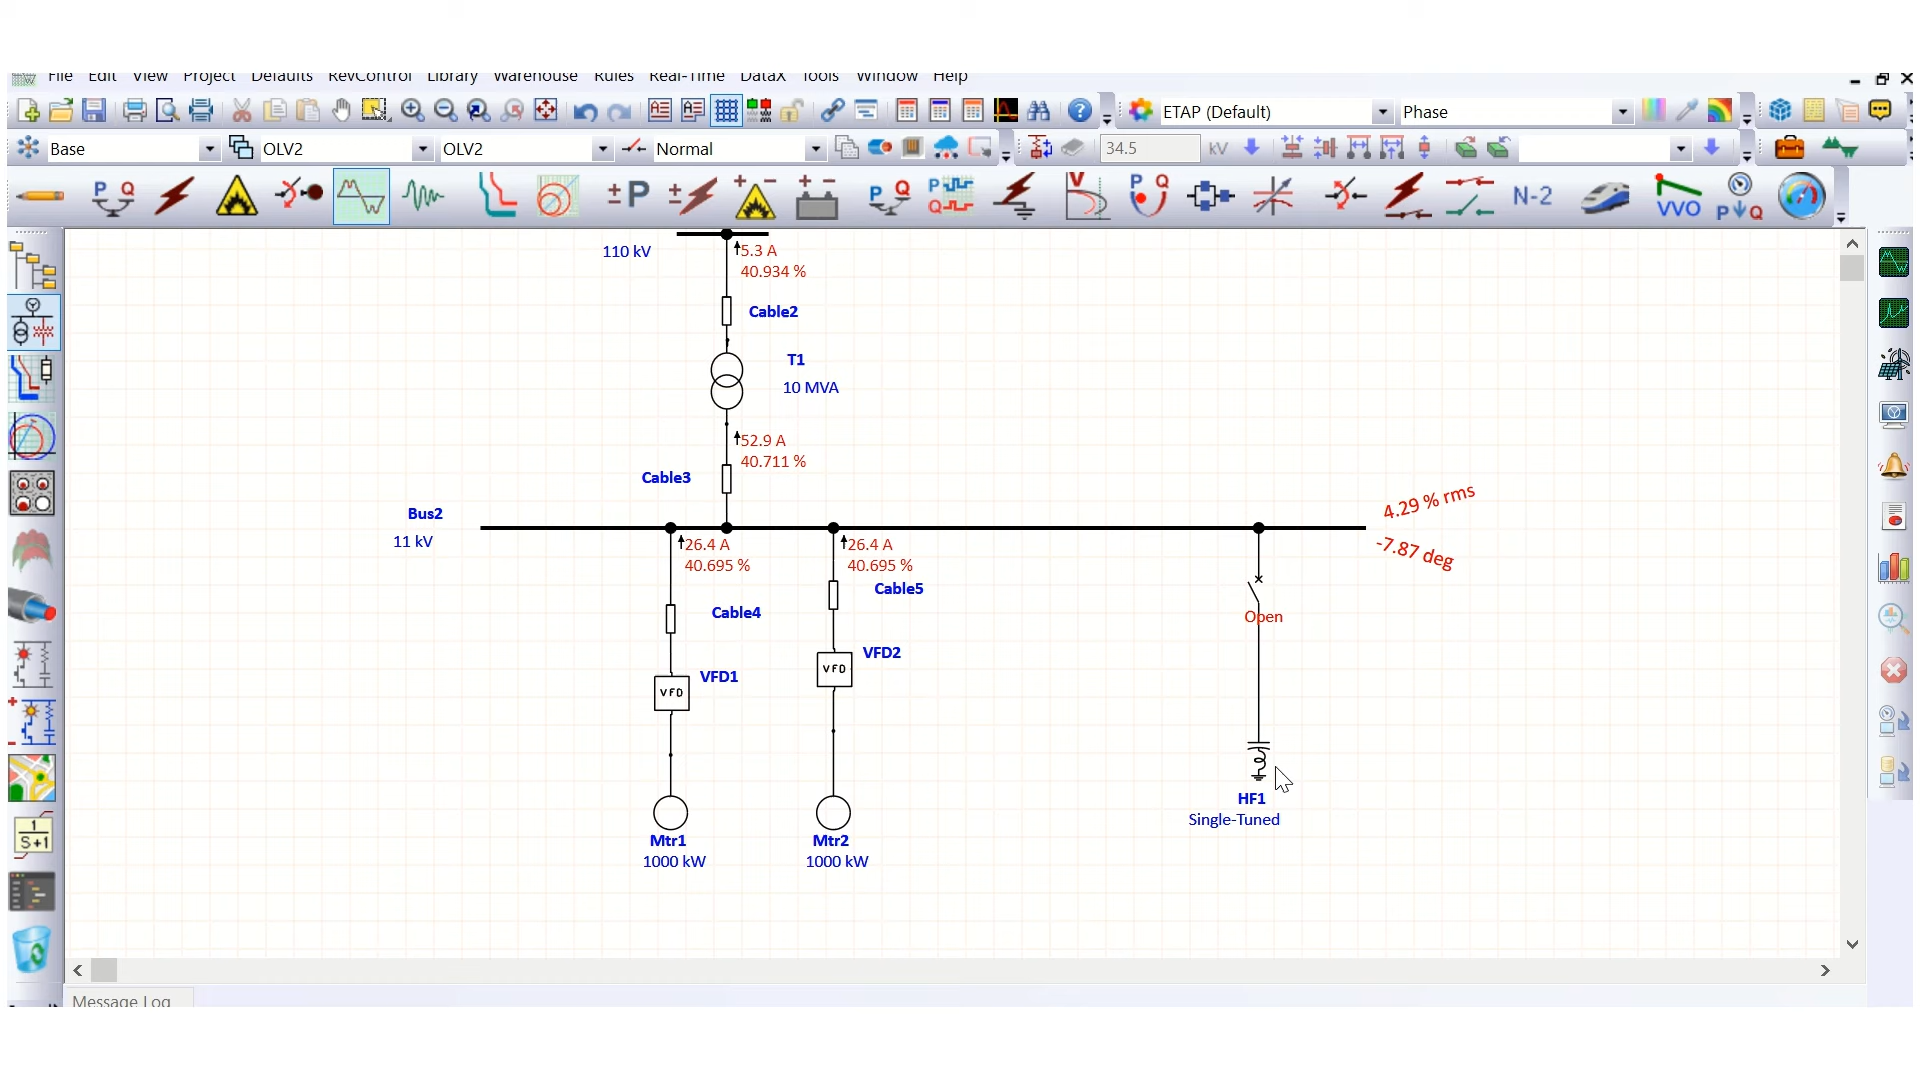 File Edit View Project Defaults RevControl Library Warehouse Rules Real-Time DataX Tools Window Help
ETAP (Default) Phase
Base OLV2 OLV2 Normal 34.5 kV
P Q ± P ± + - + - P Q P Q V P Q N-2 VVO P Q
110 kV
5.3 A
40.934 %
Cable2
T1
10 MVA
52.9 A
40.711 %
Cable3
Bus2
11 kV
4.29 % rms
-7.87 deg
26.4 A
40.695 %
26.4 A
40.695 %
Cable5
Cable4
Open
VFD2
VFD
VFD1
VFD
HF1
Single-Tuned
Mtr1
1000 kW
Mtr2
1000 kW
1
S+1
Message Log